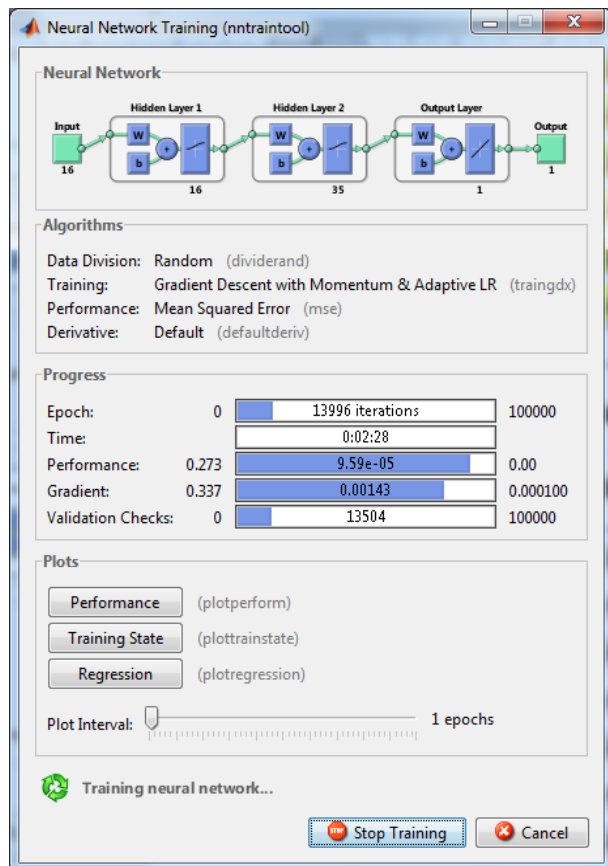 Neural Network Training (nntraintool)
Neural Network
Hidden Layer 1 Hidden Layer 2 Output Layer
Input Output
W W W
+ + +
b b b
16 1
16 35 1
Algorithms
Data Division: Random (dividerand)
Training: Gradient Descent with Momentum & Adaptive LR (traingdx)
Performance: Mean Squared Error (mse)
Derivative: Default (defaultderiv)
Progress
Epoch: 0 13996 iterations 100000
Time: 0:02:28
Performance: 0.273 9.59e-05 0.00
Gradient: 0.337 0.00143 0.000100
Validation Checks: 0 13504 100000
Plots
Performance (plotperform)
Training State (plottrainstate)
Regression (plotregression)
Plot Interval: 1 epochs
Training neural network...
STOP Stop Training Cancel